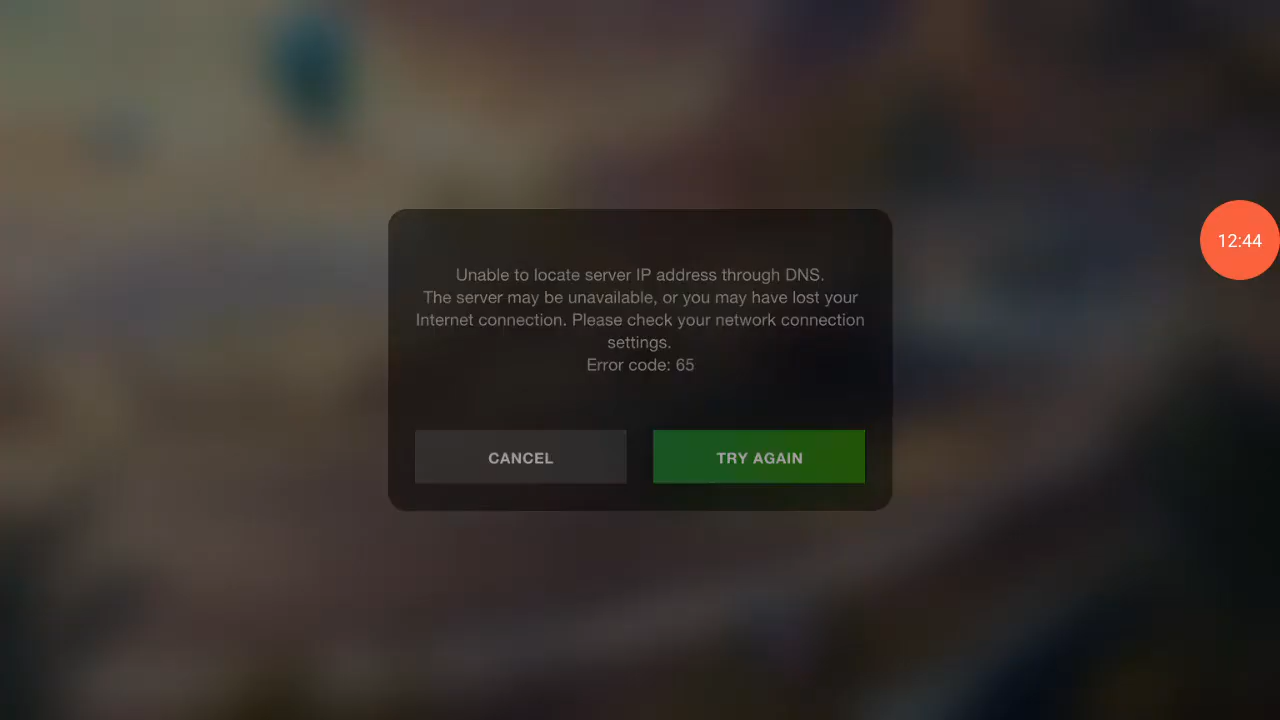 Unable to locate server IP address through DNS.
The server may be unavailable, or you may have lost your
Internet connection. Please check your network connection
settings.
Error code: 65
CANCEL
TRY AGAIN
12:44